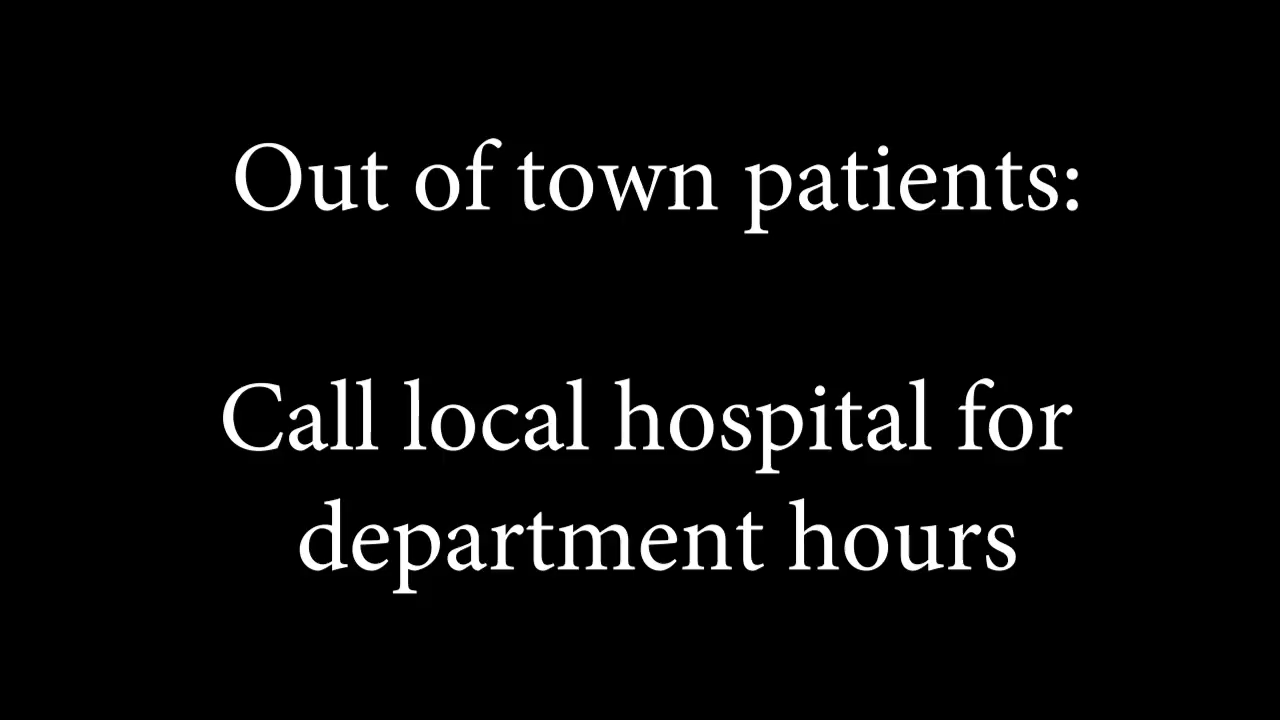 Out of town patients:
Call local hospital for
department hours